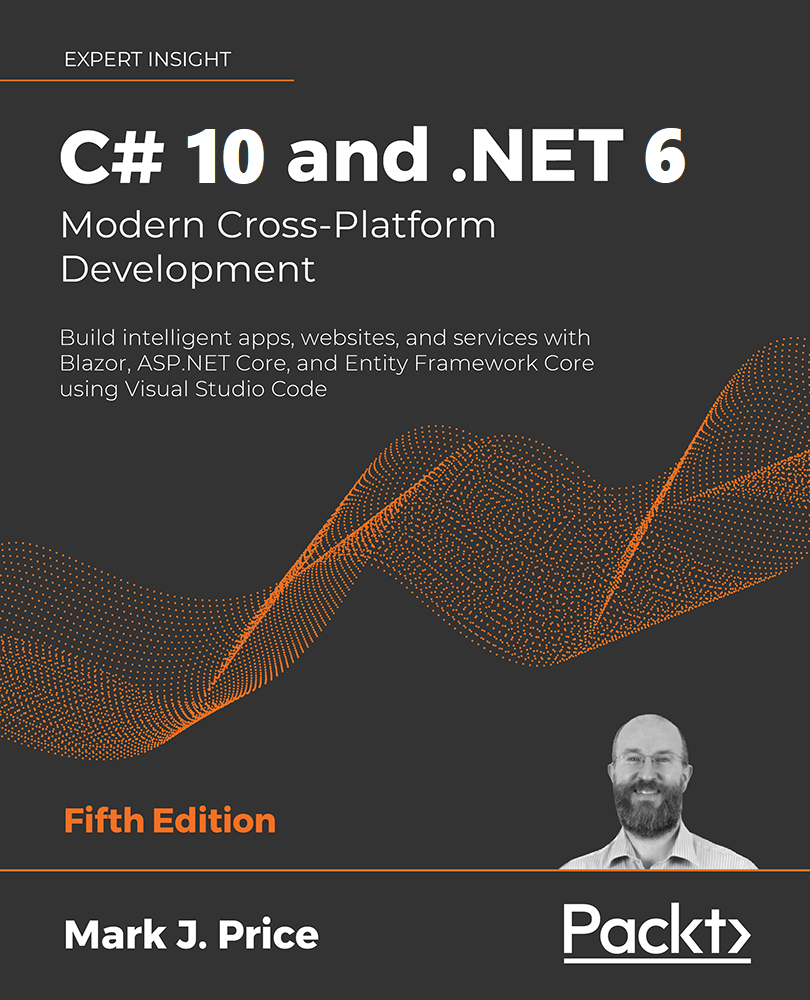 EXPERT INSIGHT
C# 10 and .NET 6
Modern Cross-Platform
Development
Build intelligent apps, websites, and services with
Blazor, ASP.NET Core, and Entity Framework Core
using Visual Studio Code
Fifth Edition
Mark J. Price
Packt>